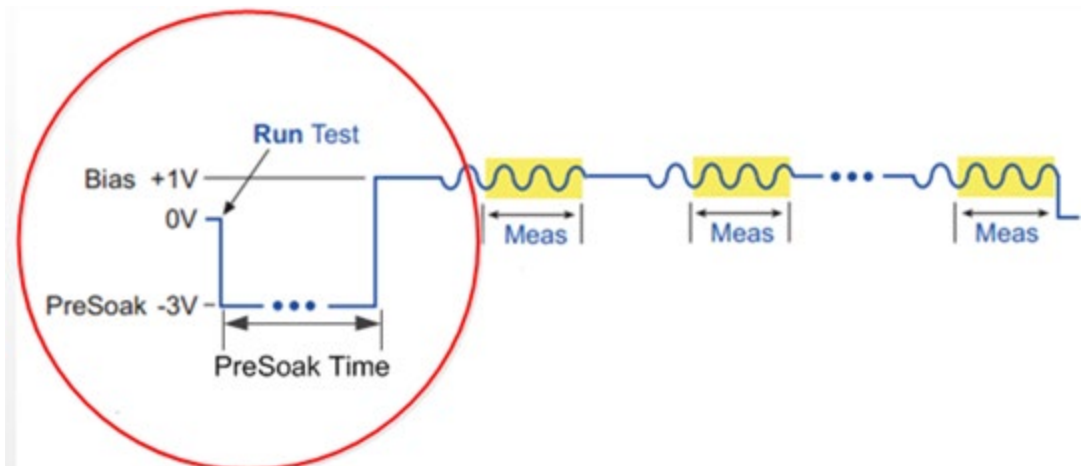 Run Test
Bias +1V
0V
Meas
Meas
Meas
PreSoak -3V
PreSoak Time